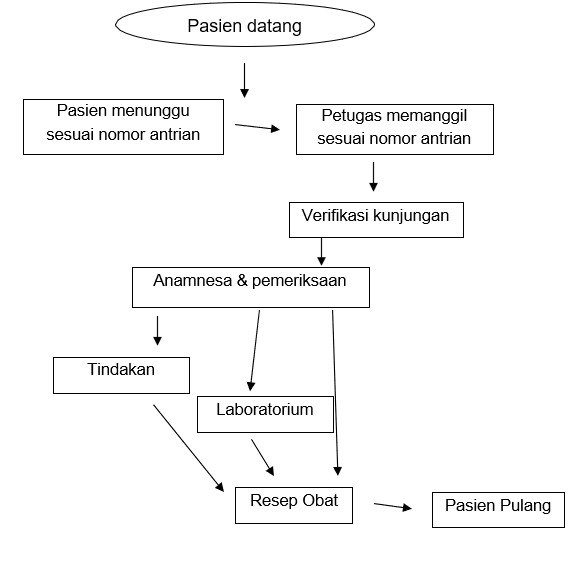 Pasien datang
Pasien menunggu
sesuai nomor antrian
Petugas memanggil
sesuai nomor antrian
Verifikasi kunjungan
Anamnesa & pemeriksaan
Tindakan
Laboratorium
Resep Obat
Pasien Pulang